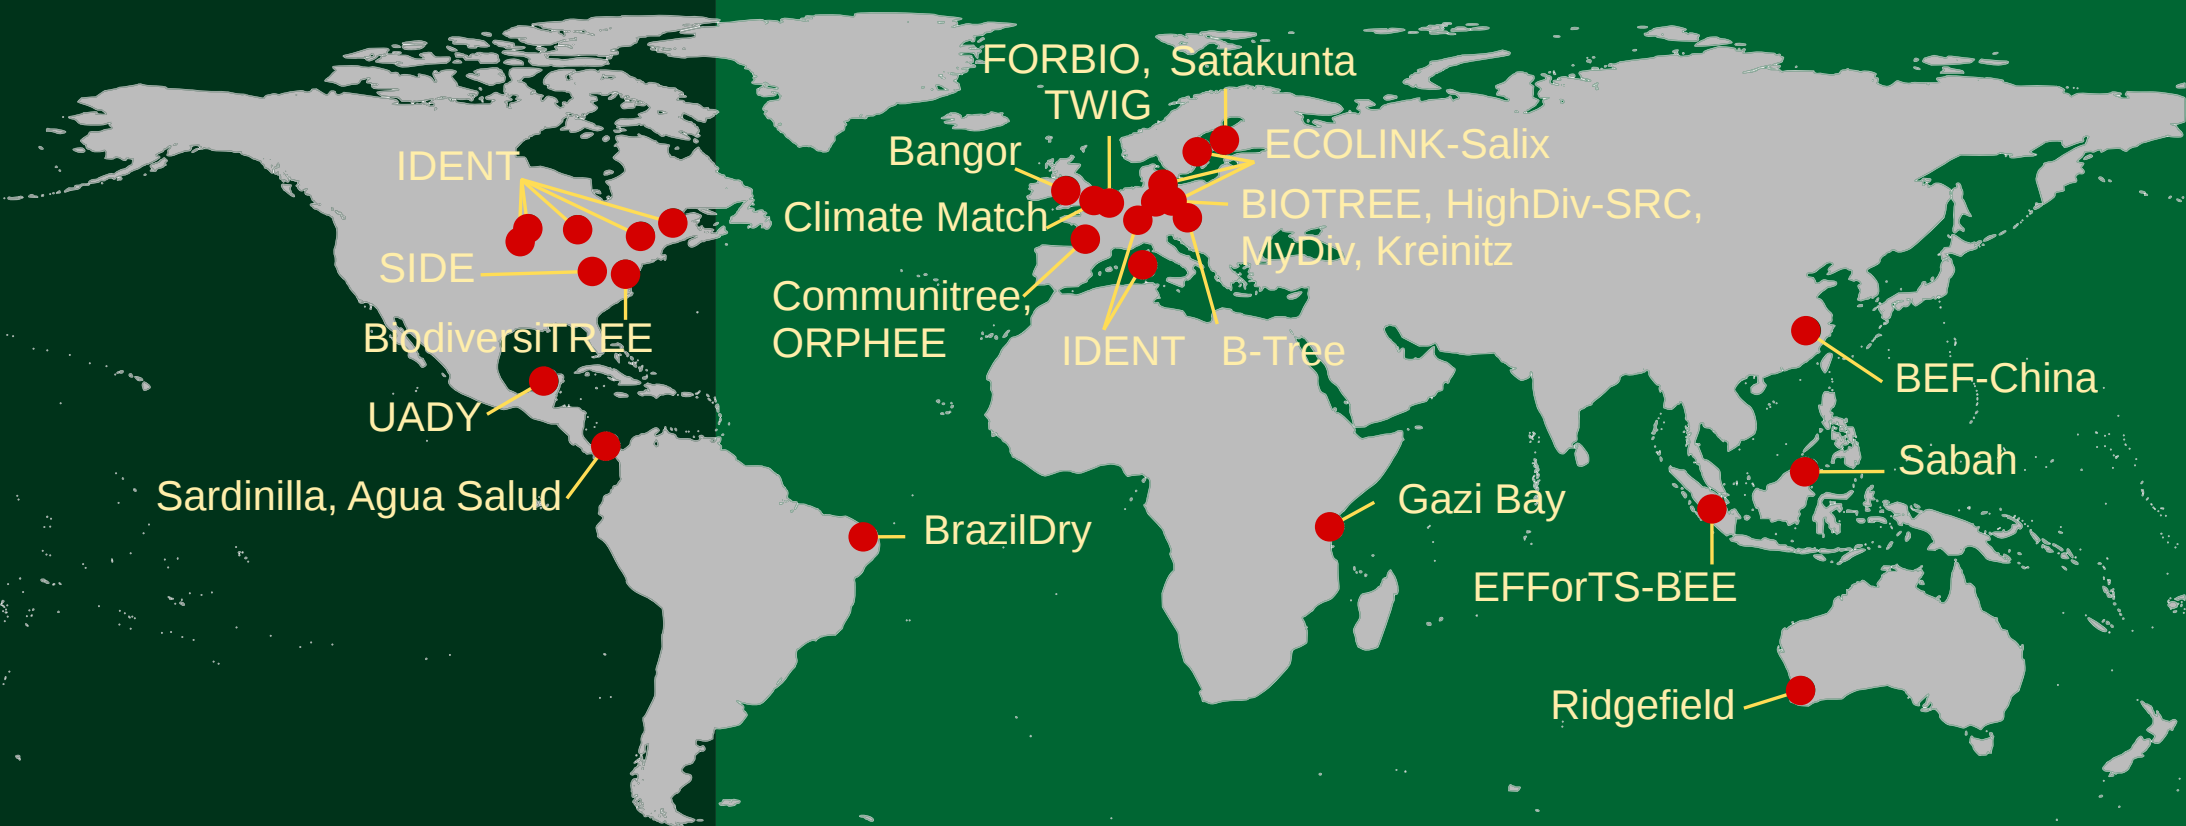 FORBIO,
TWIG
Satakunta
Bangor
ECOLINK-Salix
IDENT
Climate Match
BIOTREE, HighDiv-SRC,
MyDiv, Kreinitz
SIDE
Communitree,
ORPHEE
BiodiversiTREE
IDENT
B-Tree
BEF-China
UADY
Sabah
Sardinilla, Agua Salud
Gazi Bay
BrazilDry
EFForTS-BEE
Ridgefield